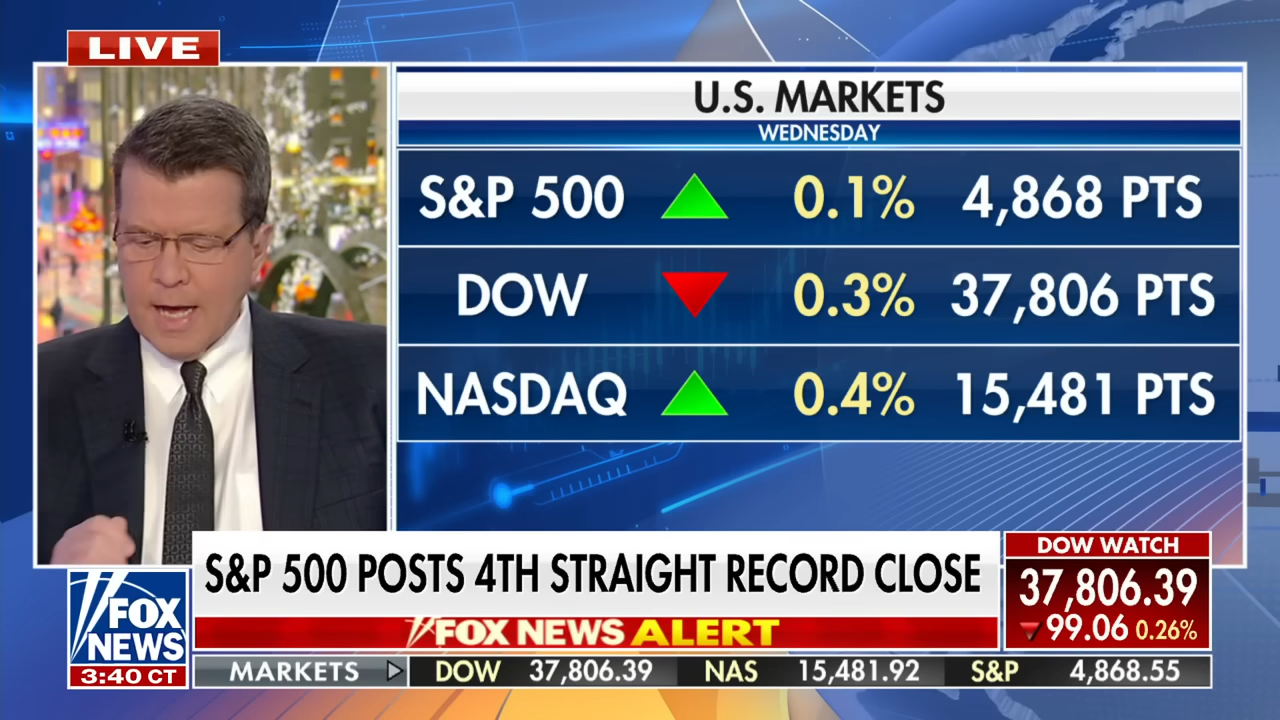 LIVE
U.S. MARKETS
WEDNESDAY
S&P 500 0.1% 4,868 PTS
DOW 0.3% 37,806 PTS
NASDAQ 0.4% 15,481 PTS
S&P 500 POSTS 4TH STRAIGHT RECORD CLOSE
FOX NEWS ALERT
DOW WATCH
37,806.39
99.06 0.26%
FOX
NEWS
3:40 CT
MARKETS DOW 37,806.39 NAS 15,481.92 S&P 4,868.55